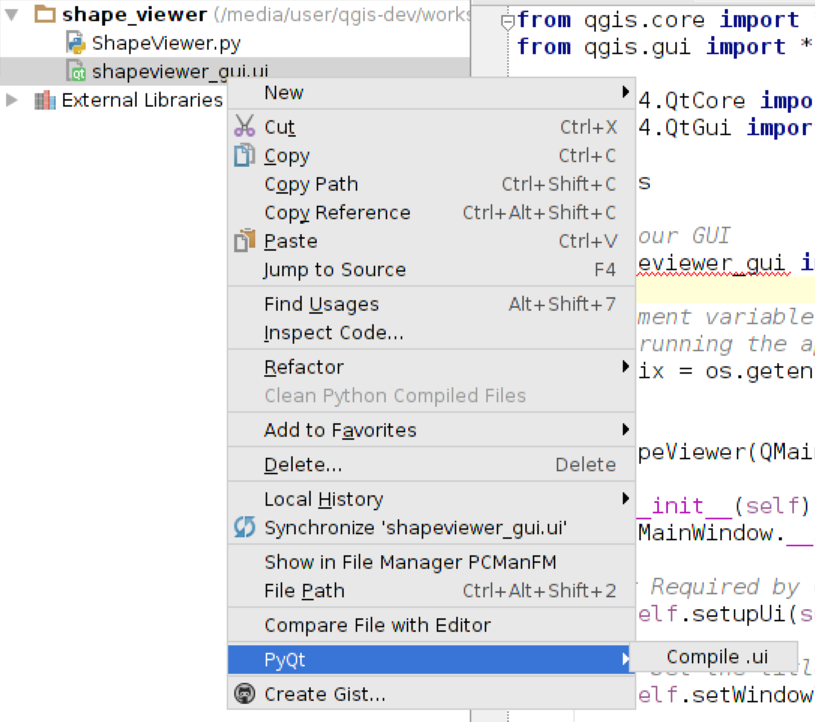 shape_viewer (/media/user/qgis-dev/works
ShapeViewer.py
shapeviewer_gui.ui
External Libraries
New
Cut Ctrl+X
Copy Ctrl+C
Copy Path Ctrl+Shift+C
Copy Reference Ctrl+Alt+Shift+C
Paste Ctrl+V
Jump to Source F4
Find Usages Alt+Shift+7
Inspect Code...
Refactor
Clean Python Compiled Files
Add to Favorites
Delete... Delete
Local History
Synchronize 'shapeviewer_gui.ui'
Show in File Manager PCManFM
File Path Ctrl+Alt+Shift+2
Compare File with Editor
PyQt
Compile .ui
Create Gist...
from qgis.core import
from qgis.gui import *
4.QtCore impo
4.QtGui impor
s
our GUI
eviewer_gui i
ment variable
running the a
ix = os.geten
peViewer(QMai
_init__(self)
MainWindow.__
Required by
elf.setupUi(s
elf.setWindow